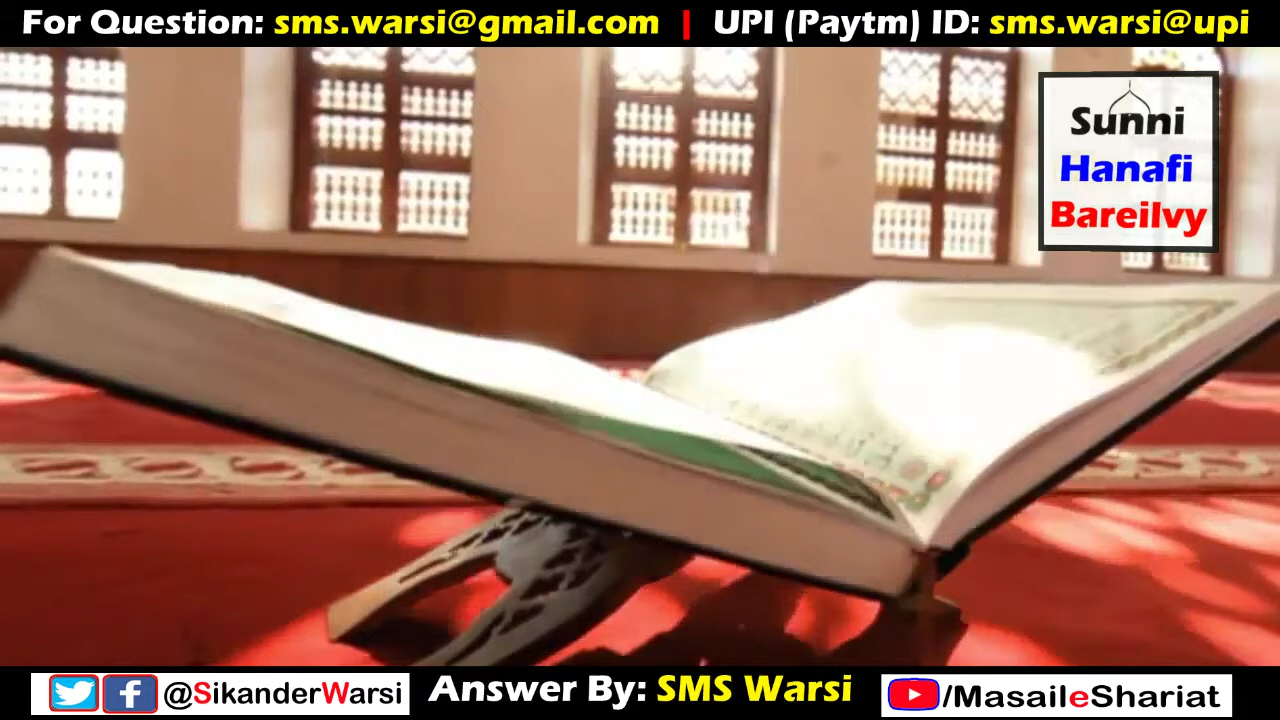 For Question: sms.warsi@gmail.com | UPI (Paytm) ID: sms.warsi@upi
Sunni
Hanafi
Bareilvy
@SikanderWarsi
Answer By: SMS Warsi
/MasaileShariat